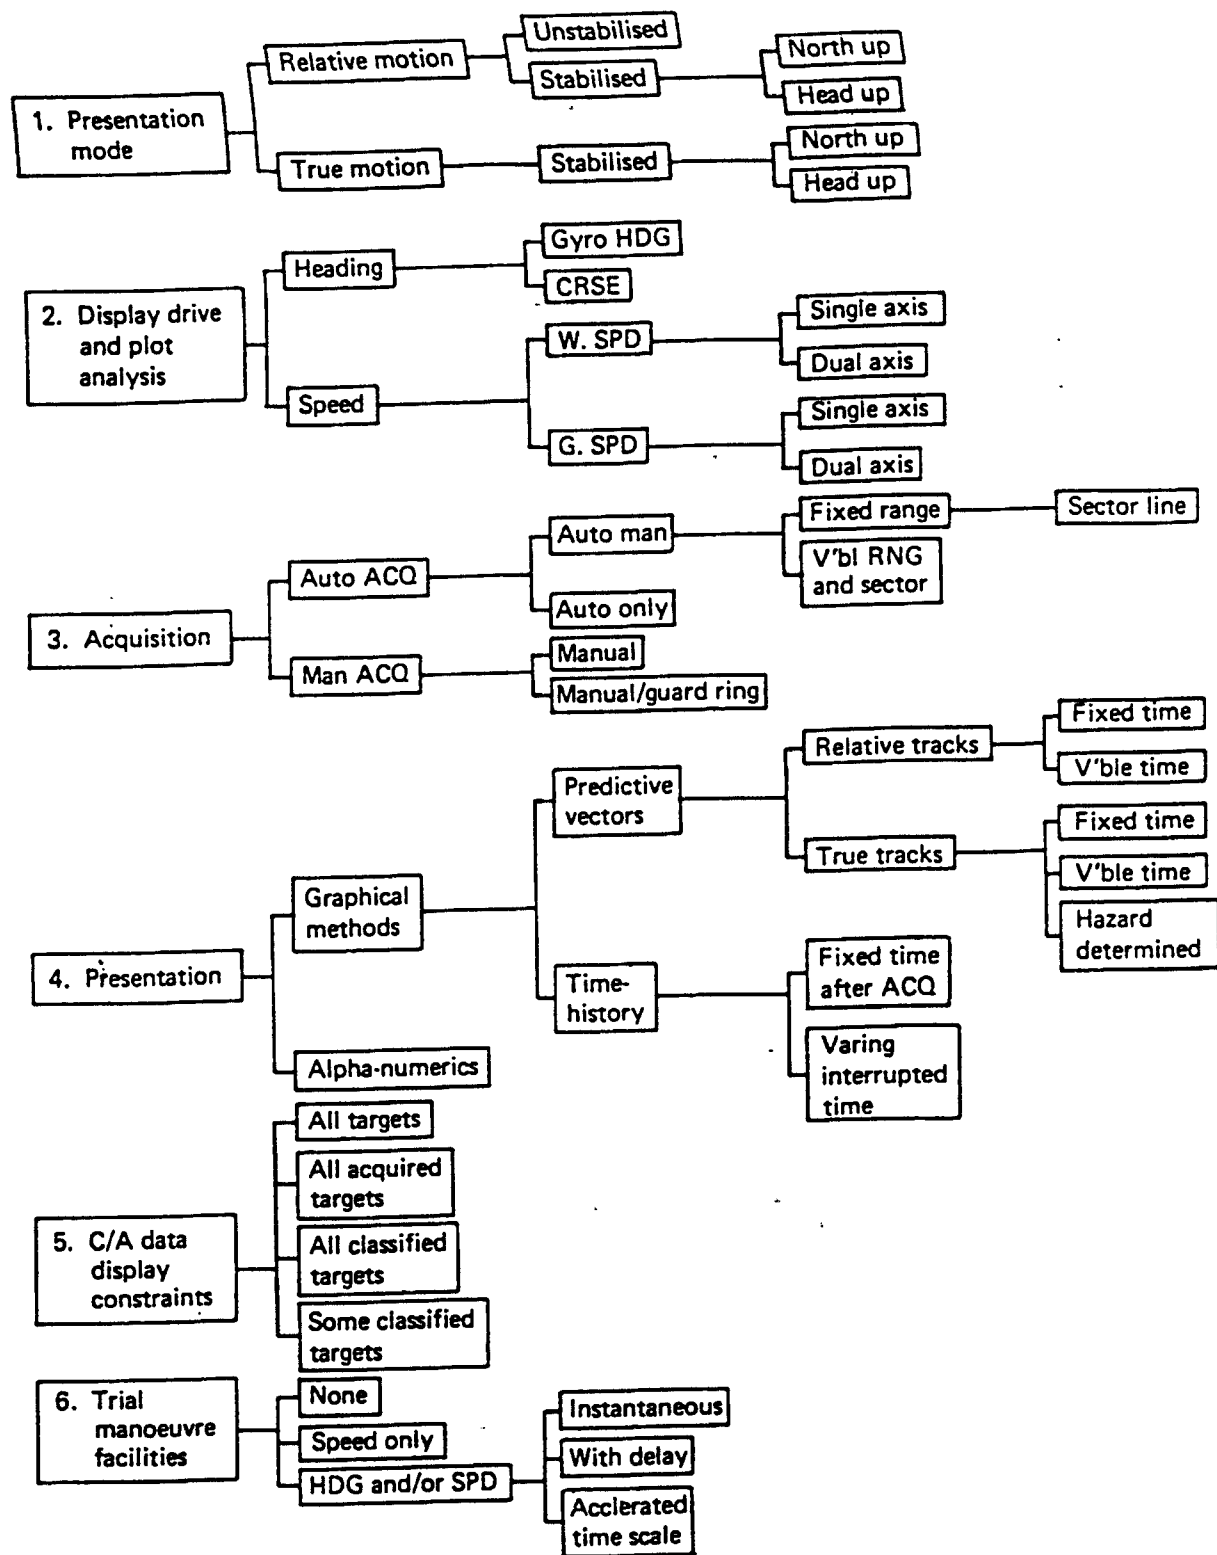 Unstabilised
North up
Relative motion
Stabilised
Head up
1. Presentation
mode
North up
True motion
Stabilised
Head up
Gyro HDG
Heading
CRSE
2. Display drive
and plot
analysis
Single axis
W. SPD
Dual axis
Speed
Single axis
G. SPD
Dual axis
Fixed range
Sector line
Auto man
V'bl RNG
and sector
Auto ACQ
Auto only
3. Acquisition
Manual
Man ACQ
Manual/guard ring
Fixed time
Relative tracks
V'ble time
Predictive
vectors
Fixed time
True tracks
V'ble time
Hazard
determined
Graphical
methods
4. Presentation
Fixed time
after ACQ
Time-
history
Varing
interrupted
time
Alpha-numerics
All targets
All acquired
targets
5. C/A data
display
constraints
All classified
targets
Some classified
targets
6. Trial
manoeuvre
facilities
None
Speed only
HDG and/or SPD
Instantaneous
With delay
Acclerated
time scale